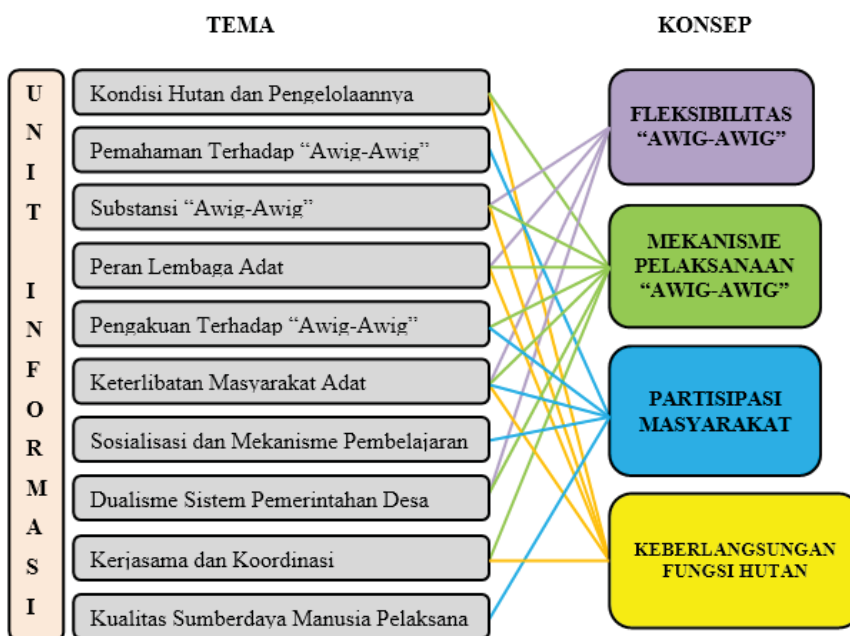 TEMA
KONSEP
UNIT INFORMASI
Kondisi Hutan dan Pengelolaannya
Pemahaman Terhadap “Awig-Awig”
Substansi “Awig-Awig”
Peran Lembaga Adat
Pengakuan Terhadap “Awig-Awig”
Keterlibatan Masyarakat Adat
Sosialisasi dan Mekanisme Pembelajaran
Dualisme Sistem Pemerintahan Desa
Kerjasama dan Koordinasi
Kualitas Sumberdaya Manusia Pelaksana
FLEKSIBILITAS
“AWIG-AWIG”
MEKANISME
PELAKSANAAN
“AWIG-AWIG”
PARTISIPASI
MASYARAKAT
KEBERLANGSUNGAN
FUNGSI HUTAN